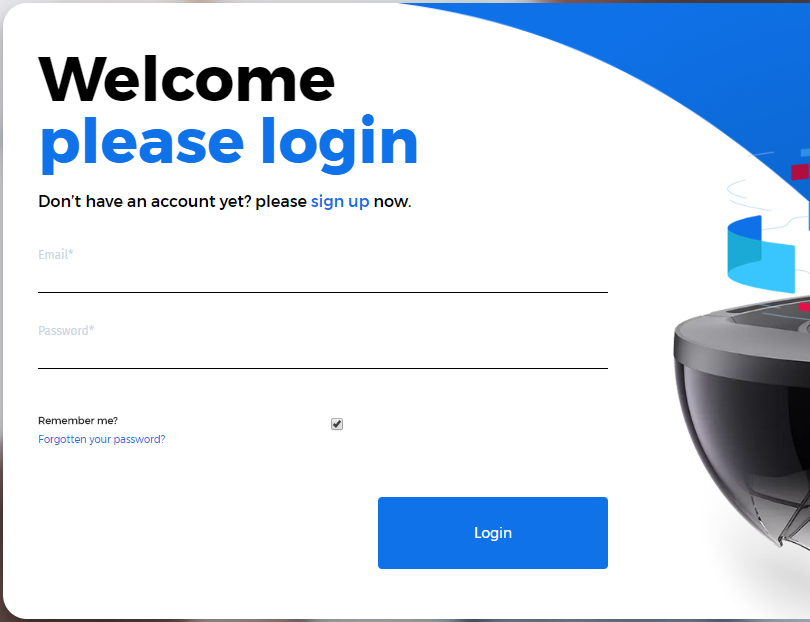 Welcome
please login
Don't have an account yet? please sign up now.
Email*
Password*
Remember me?
Forgotten your password?
Login